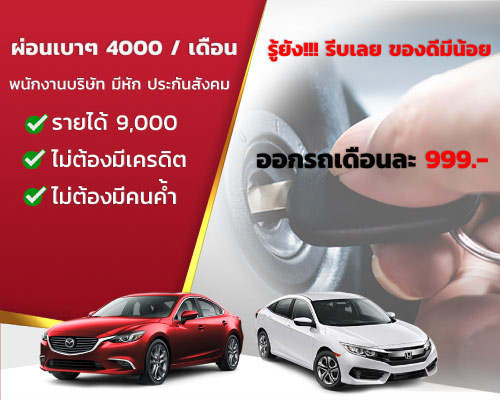 ผ่อนเบาๆ 4000 / เดือน
พนักงานบริษัท มีหัก ประกันสังคม
รายได้ 9,000
ไม่ต้องมีเครดิต
ไม่ต้องมีคนค้ำ
รู้ยัง!!! รีบเลย ของดีมีน้อย
ออกรถเดือนละ 999.-